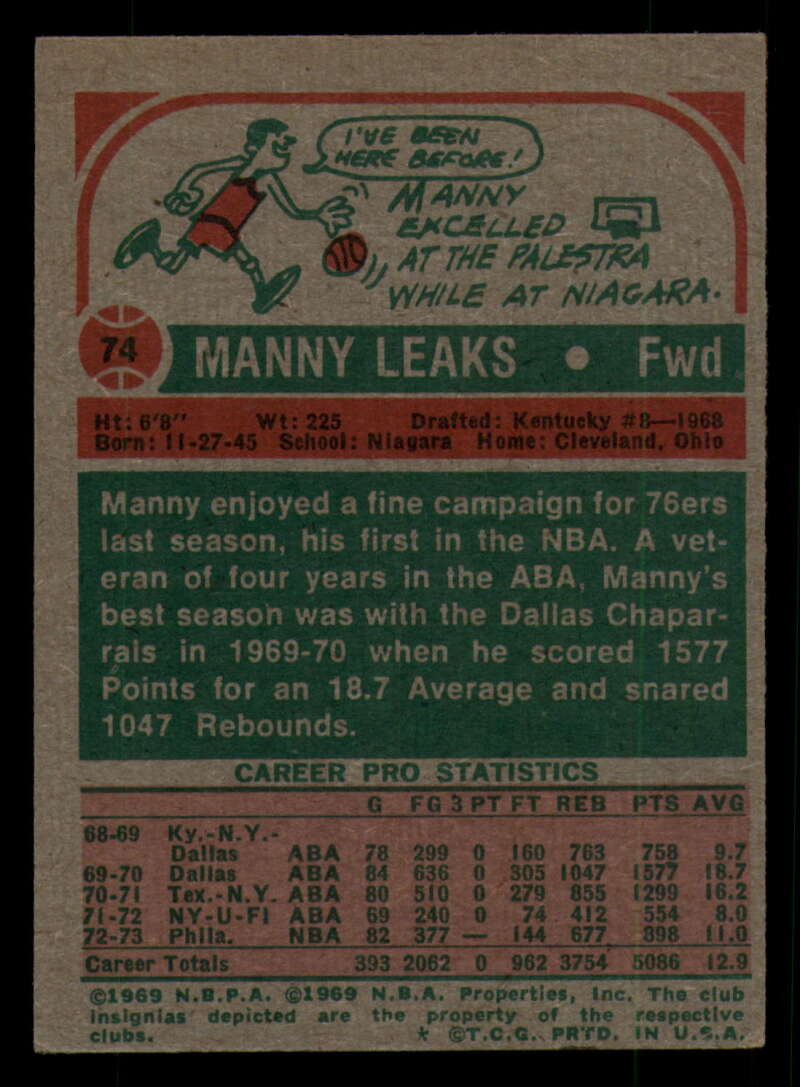 I'VE BEEN
HERE BEFORE!
MANNY
EXCELLED
AT THE PALESTRA
WHILE AT NIAGARA.
74 MANNY LEAKS • Fwd
Ht: 6'8" Wt: 225 Drafted: Kentucky #8—1968
Born: 11-27-45 School: Niagara Home: Cleveland, Ohio
Manny enjoyed a fine campaign for 76ers
last season, his first in the NBA. A vet-
eran of four years in the ABA, Manny's
best season was with the Dallas Chapar-
rals in 1969-70 when he scored 1577
Points for an 18.7 Average and snared
1047 Rebounds.
CAREER PRO STATISTICS
G FG 3 PT FT REB PTS AVG
68-69 Ky.-N.Y.-
Dallas ABA 78 299 0 160 763 758 9.7
69-70 Dallas ABA 84 636 0 305 1047 1577 18.7
70-71 Tex.-N.Y. ABA 80 510 0 279 855 1299 16.2
71-72 NY-U-Fl ABA 69 240 0 74 412 554 8.0
72-73 Phila. NBA 82 377 — 144 677 898 11.0
Career Totals 393 2062 0 962 3754 5086 12.9
©1969 N.B.P.A. ©1969 N.B.A. Properties, Inc. The club
insignias depicted are the property of the respective
clubs. * ©T.C.G. PRTD. IN U.S.A.